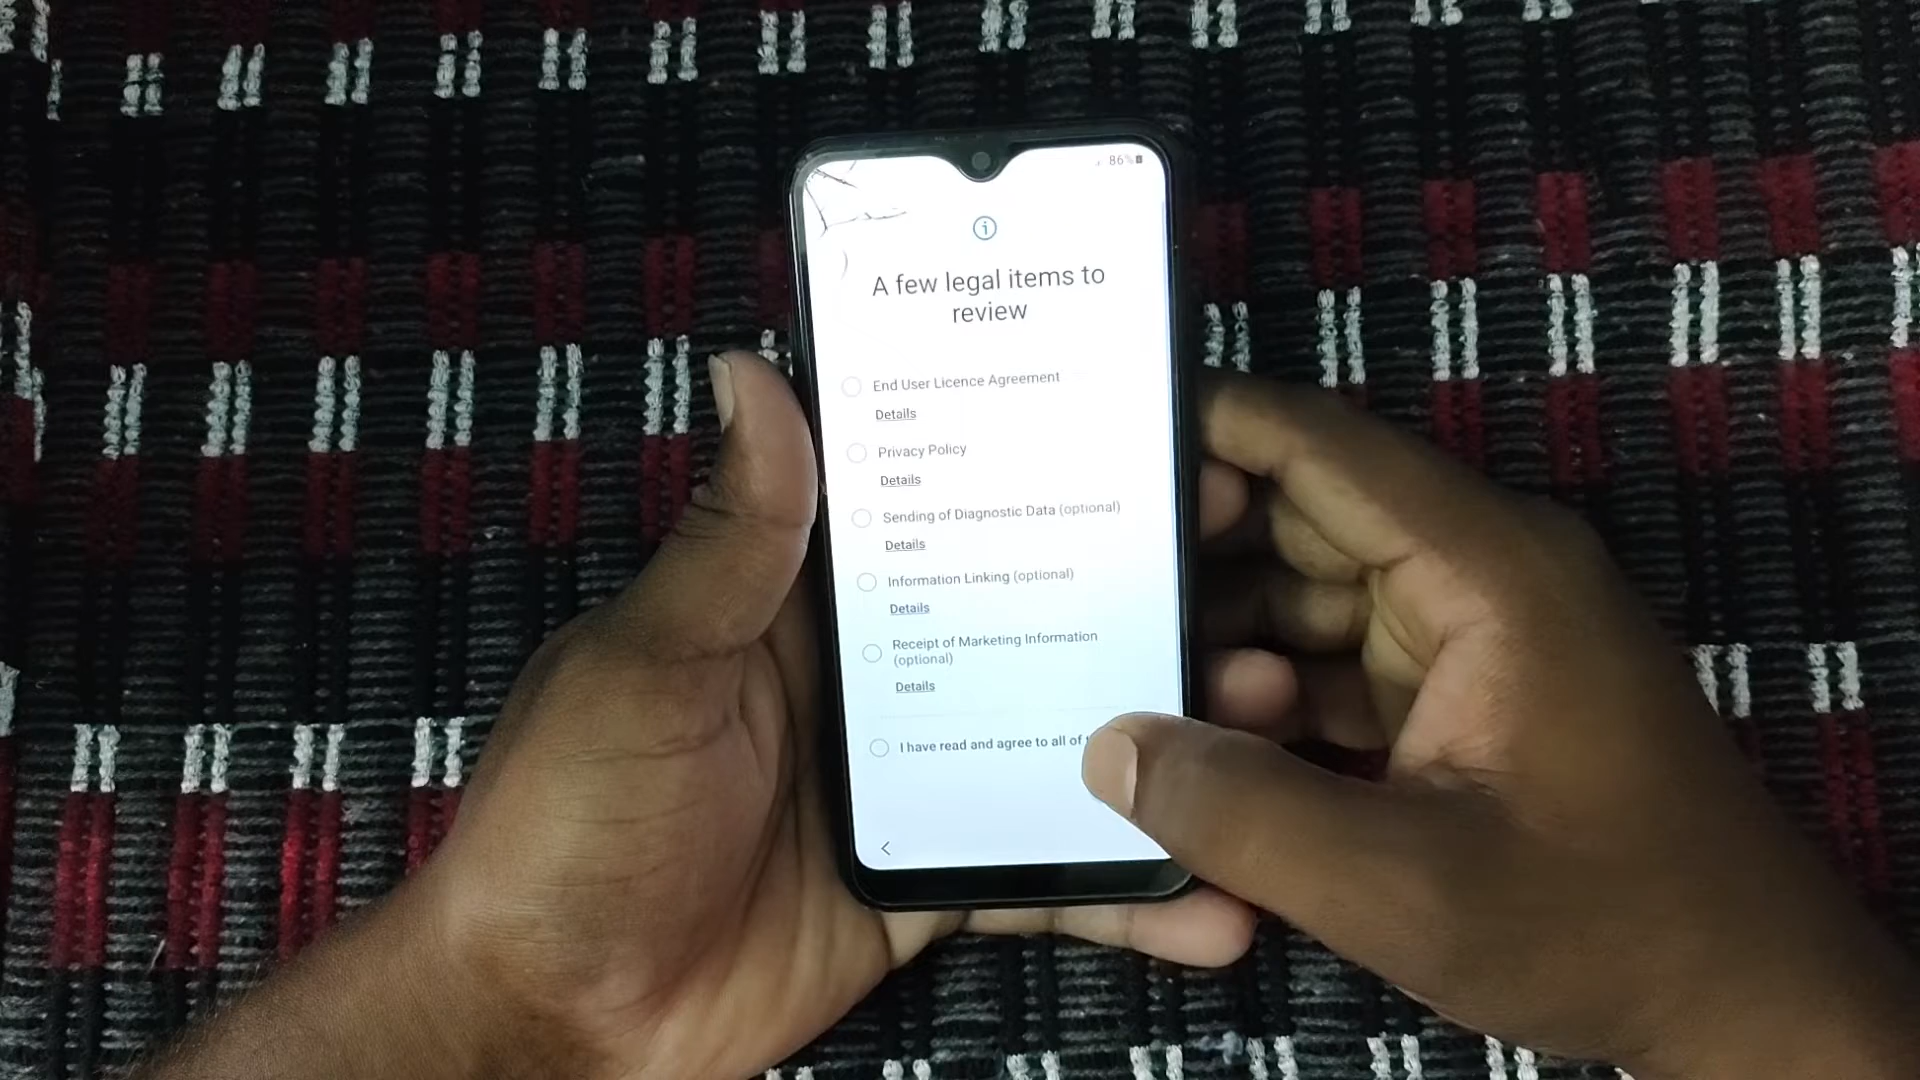 86%
A few legal items to
review
End User Licence Agreement
Details
Privacy Policy
Details
Sending of Diagnostic Data (optional)
Details
Information Linking (optional)
Details
Receipt of Marketing Information
(optional)
Details
I have read and agree to all of